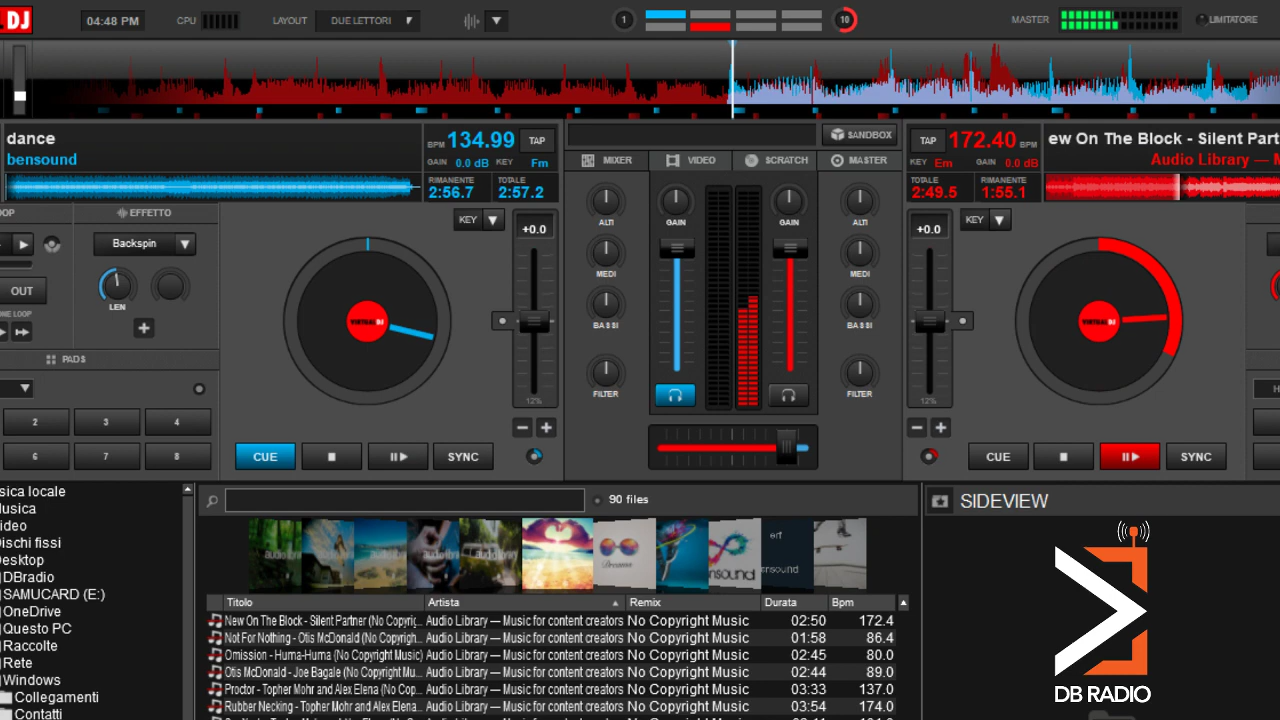 DJ
04:48 PM
CPU
LAYOUT
DUE LETTORI
1
10
MASTER
LIMITATORE
dance
bensound
BPM 134.99 TAP
GAIN 0.0 dB KEY Fm
RIMANENTE 2:56.7
TOTALE 2:57.2
SANDBOX
MIXER
VIDEO
SCRATCH
MASTER
TAP 172.40 BPM
KEY Em GAIN 0.0 dB
TOTALE 2:49.5
RIMANENTE 1:55.1
ew On The Block - Silent Part
Audio Library — M
OOP
EFFETTO
Backspin
LEN
OUT
PADS
2 3 4
6 7 8
KEY
+0.0
12%
CUE
SYNC
VIRTUAL DJ
ALTI
MEDI
BASSI
FILTER
GAIN
GAIN
ALTI
MEDI
BASSI
FILTER
+0.0
KEY
12%
VIRTUAL DJ
CUE
SYNC
H
sica locale
usica
ideo
ischi fissi
esktop
DBradio
SAMUCARD (E:)
OneDrive
Questo PC
Raccolte
Rete
Windows
Collegamenti
Contatti
90 files
Dreams
nsound
nsound
Titolo Artista Remix Durata Bpm
New On The Block - Silent Partner (No Copyrig... Audio Library — Music for content creators No Copyright Music 02:50 172.4
Not For Nothing - Otis McDonald (No Copyrigh... Audio Library — Music for content creators No Copyright Music 01:58 86.4
Omission - Huma-Huma (No Copyright Music) Audio Library — Music for content creators No Copyright Music 02:45 80.0
Otis McDonald - Joe Bagale (No Copyright Mu... Audio Library — Music for content creators No Copyright Music 02:44 89.0
Proctor - Topher Mohr and Alex Elena (No Cop... Audio Library — Music for content creators No Copyright Music 03:33 137.0
Rubber Necking - Topher Mohr and Alex Elena... Audio Library — Music for content creators No Copyright Music 03:54 174.0
SIDEVIEW
DB RADIO